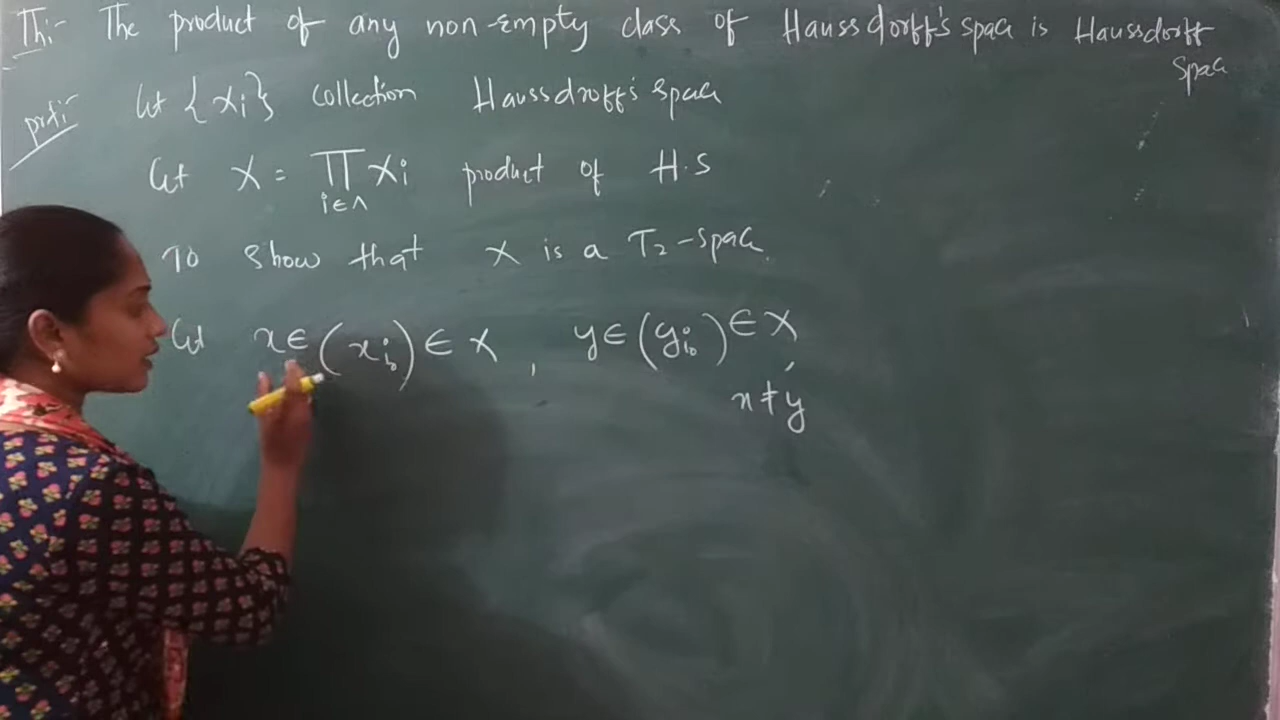 Th:- The product of any non-empty class of Haussdorff's space is Haussdorff
space
proof:- Let {Xi} collection Haussdroff's space
Let X = ∏ Xi product of H.S
i∈Λ
To show that X is a T₂-space
Let x∈(xi₀)∈X, y∈(yi₀)∈X,
x≠y